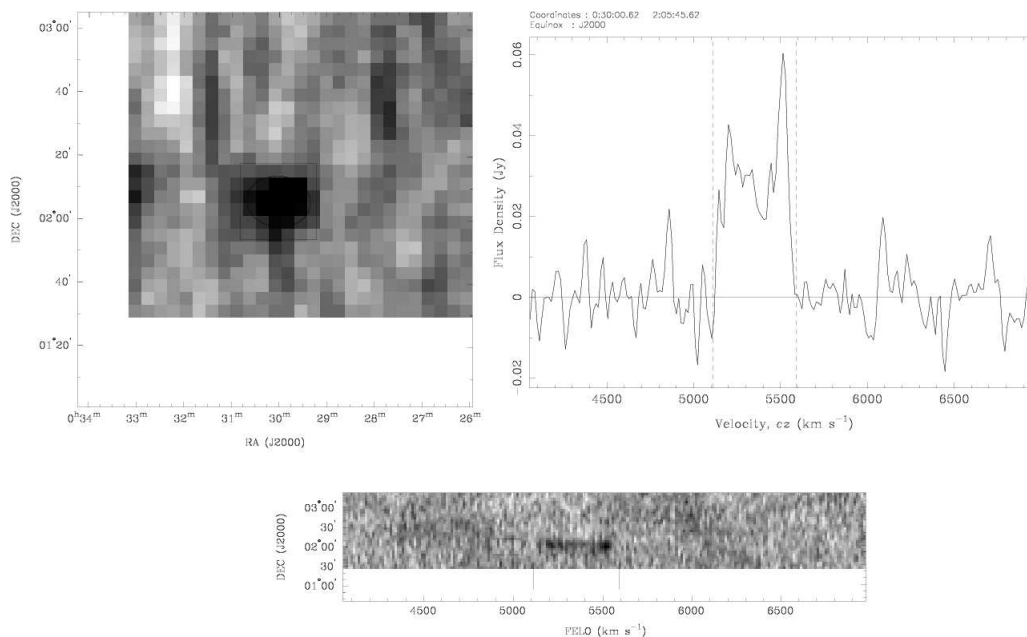 03°00'
40'
20'
02°00'
40'
01°20'
DEC (J2000)
0ʰ34ᵐ 33ᵐ 32ᵐ 31ᵐ 30ᵐ 29ᵐ 28ᵐ 27ᵐ 26ᵐ
RA (J2000)
Coordinates : 0:30:00.62 2:05:45.62
Equinox : J2000
0.06
0.04
0.02
0
0.02
Flux Density (Jy)
4500 5000 5500 6000 6500
Velocity, cz (km s⁻¹)
03°00'
30'
02°00'
30'
01°00'
DEC (J2000)
4500 5000 5500 6000 6500
FELO (km s⁻¹)